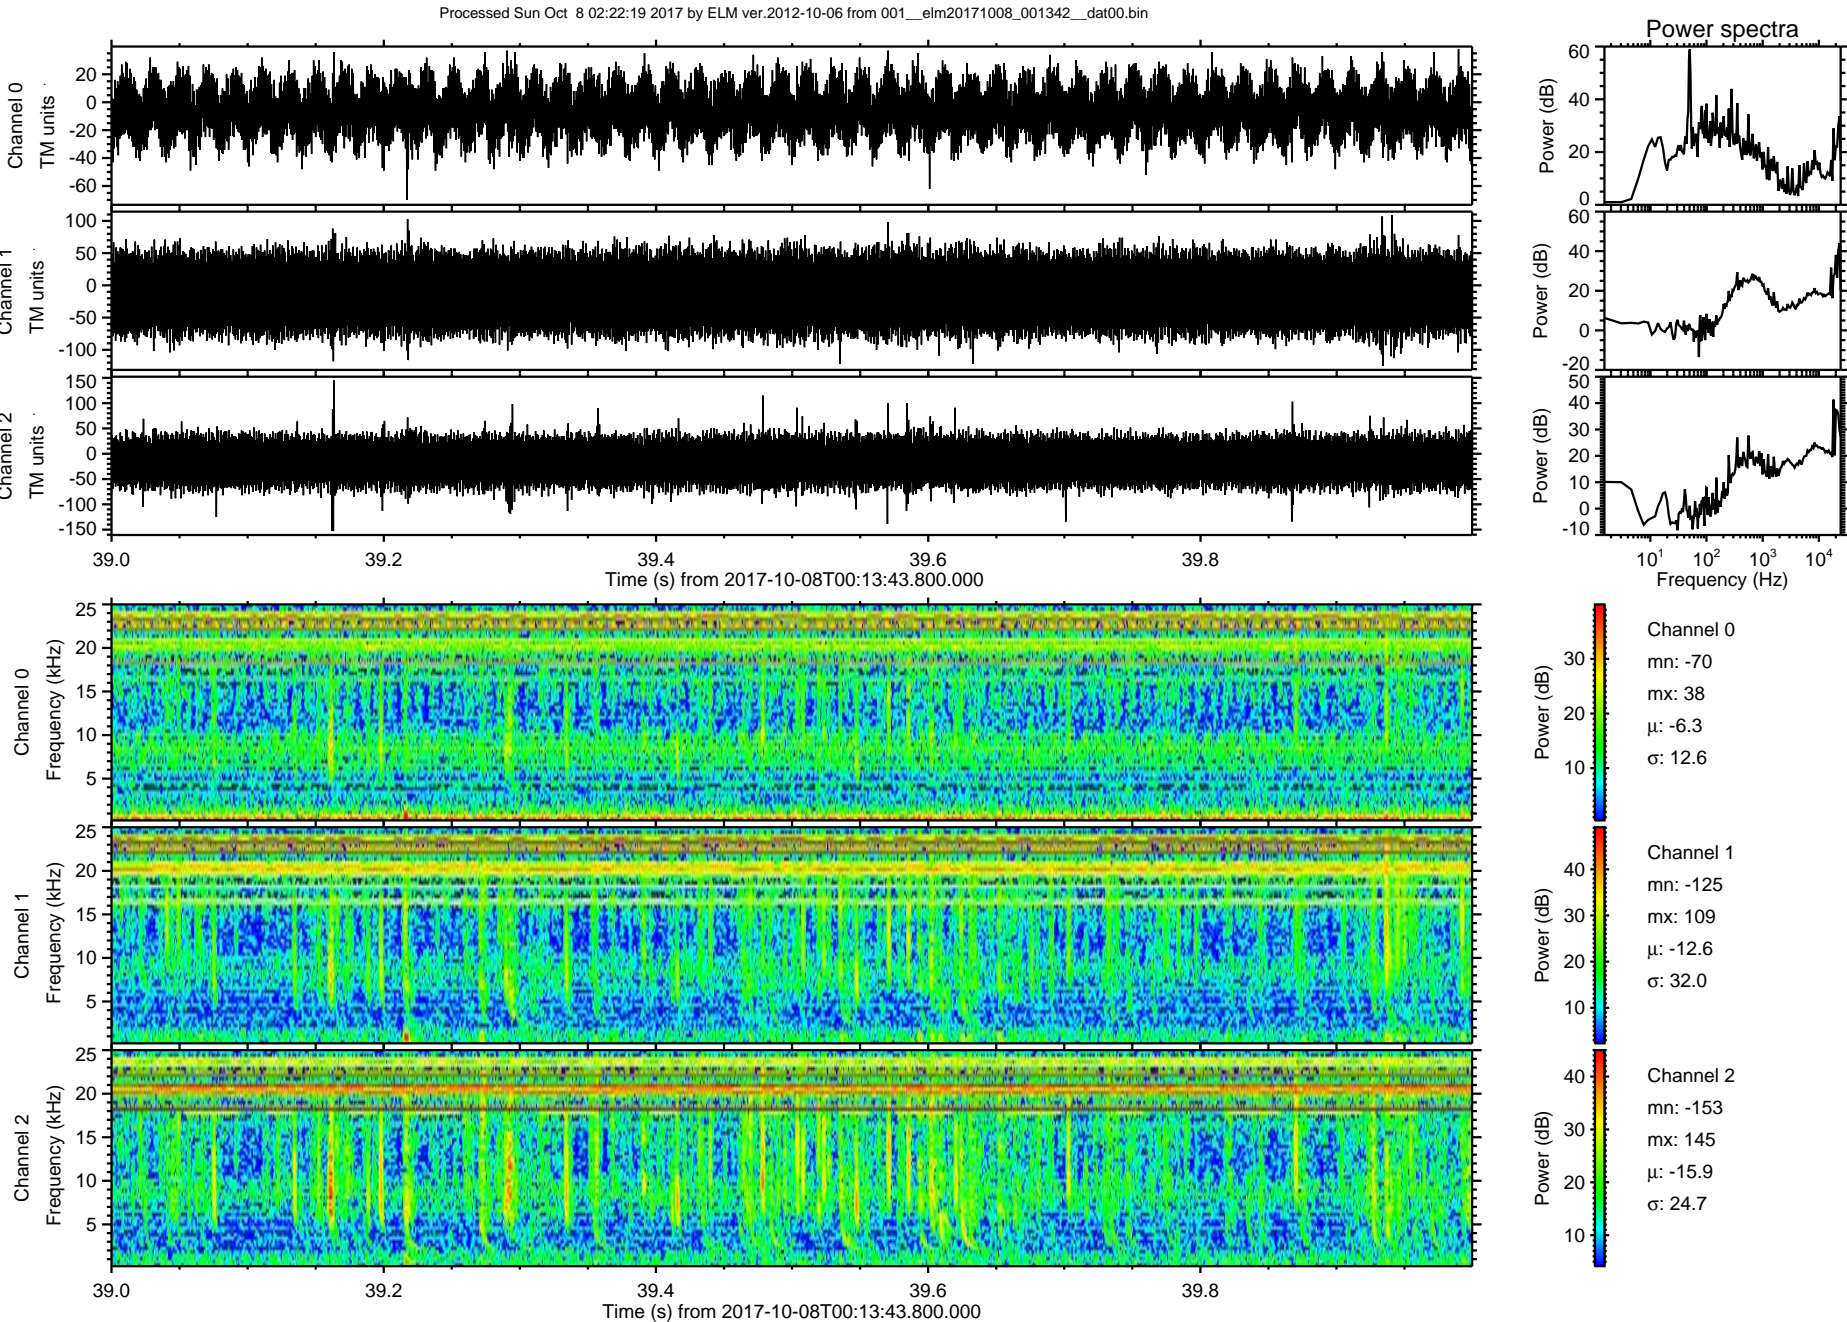 Processed Sun Oct  8 02:22:19 2017 by ELM ver.2012-10-06 from 001__elm20171008_001342__dat00.bin
Power spectra
Channel 0
TM units
20
0
-20
-40
-60
Power (dB)
60
40
20
0
Channel 1
TM units
100
50
0
-50
-100
Power (dB)
60
40
20
0
-20
Channel 2
TM units
150
100
50
0
-50
-100
-150
Power (dB)
50
40
30
20
10
0
-10
39.0 39.2 39.4 39.6 39.8
Time (s) from 2017-10-08T00:13:43.800.000
10¹ 10² 10³ 10⁴
Frequency (Hz)
Channel 0
Frequency (kHz)
25
20
15
10
5
Power (dB)
30
20
10
Channel 0
mn: -70
mx: 38
μ: -6.3
σ: 12.6
Channel 1
Frequency (kHz)
25
20
15
10
5
Power (dB)
40
30
20
10
Channel 1
mn: -125
mx: 109
μ: -12.6
σ: 32.0
Channel 2
Frequency (kHz)
25
20
15
10
5
Power (dB)
40
30
20
10
Channel 2
mn: -153
mx: 145
μ: -15.9
σ: 24.7
39.0 39.2 39.4 39.6 39.8
Time (s) from 2017-10-08T00:13:43.800.000